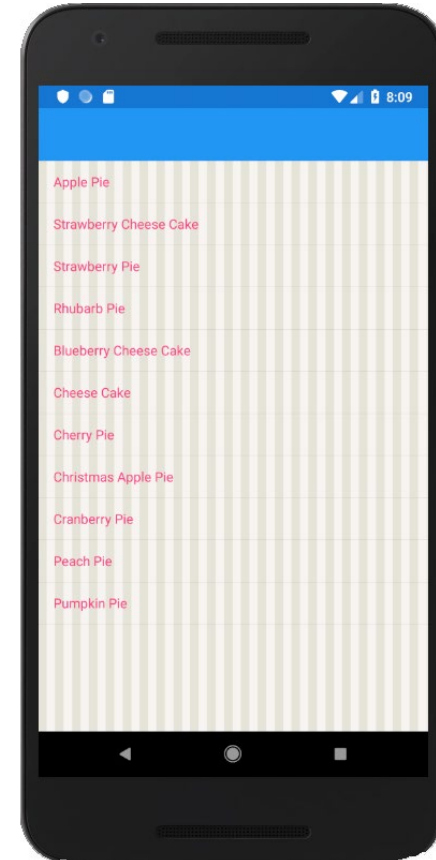 8:09
Apple Pie
Strawberry Cheese Cake
Strawberry Pie
Rhubarb Pie
Blueberry Cheese Cake
Cheese Cake
Cherry Pie
Christmas Apple Pie
Cranberry Pie
Peach Pie
Pumpkin Pie